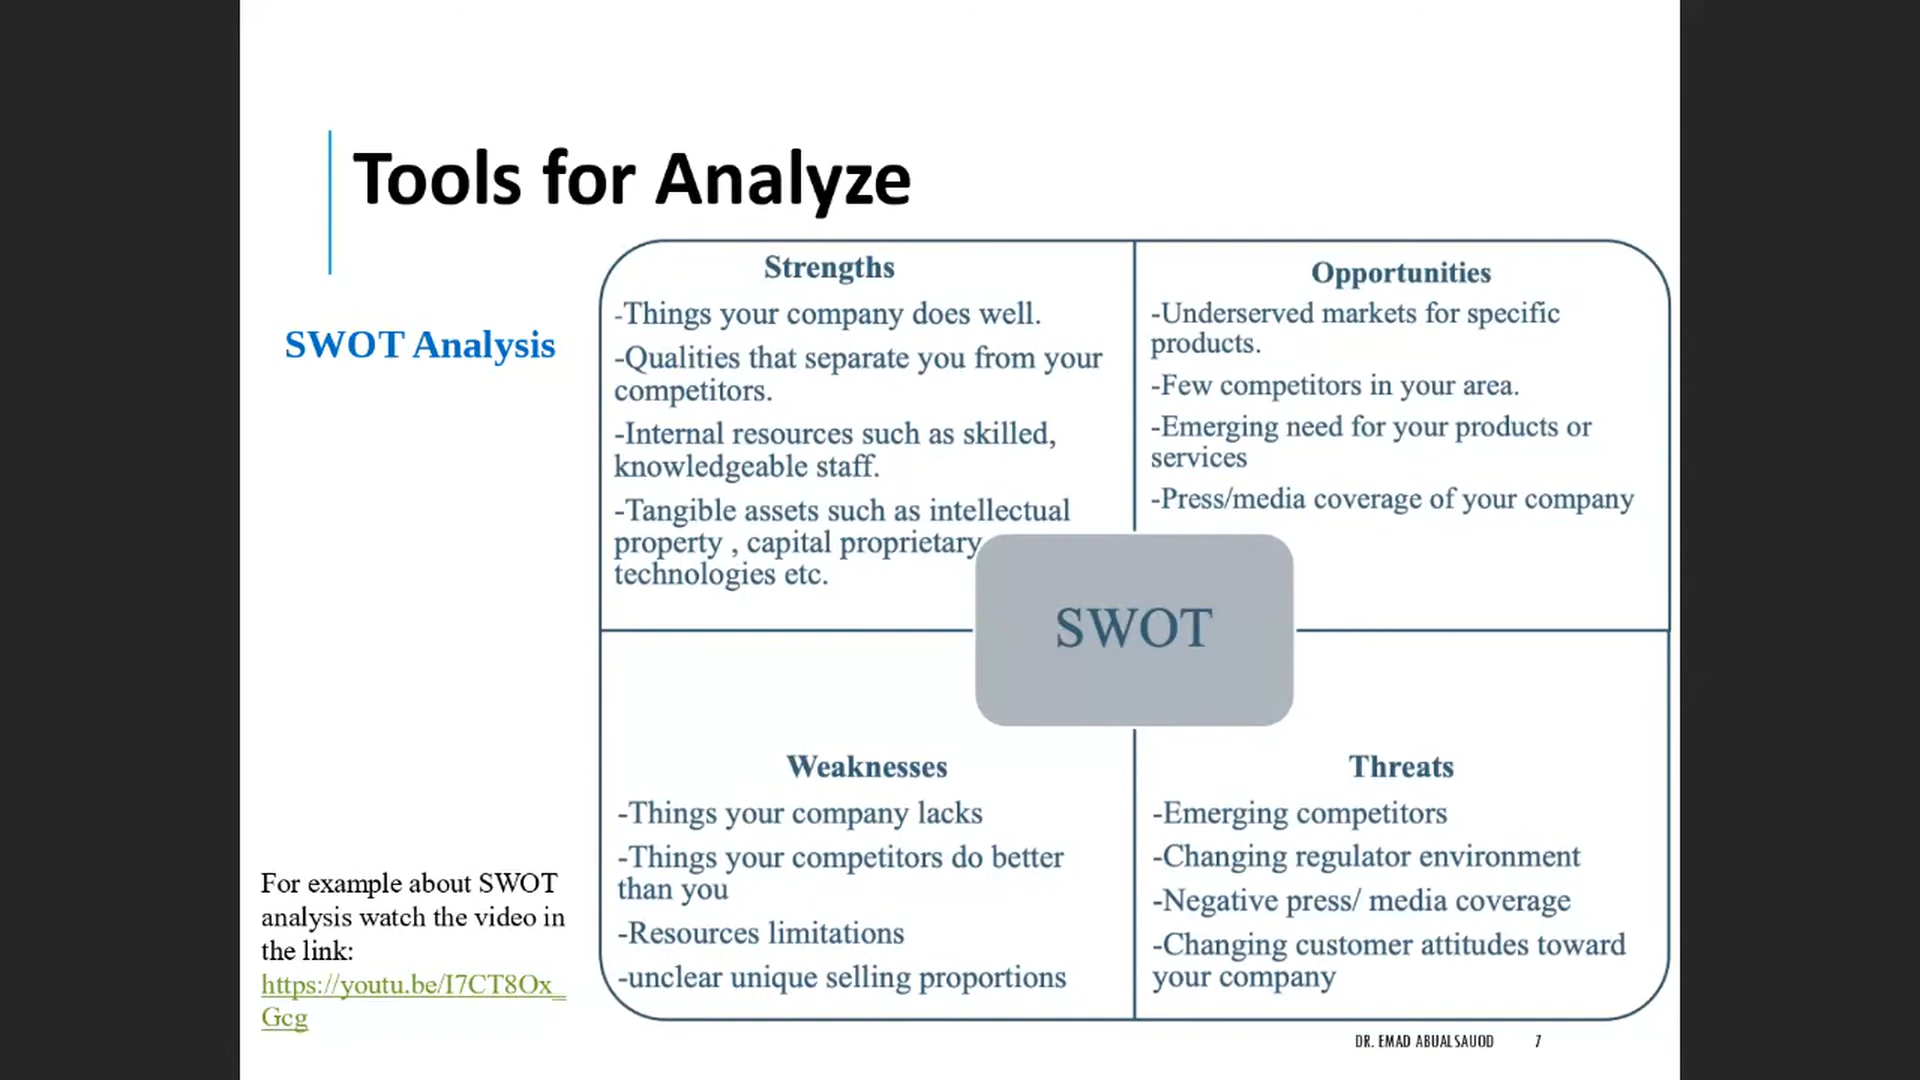 Tools for Analyze
SWOT Analysis
Strengths
-Things your company does well.
-Qualities that separate you from your
competitors.
-Internal resources such as skilled,
knowledgeable staff.
-Tangible assets such as intellectual
property , capital proprietary
technologies etc.
Opportunities
-Underserved markets for specific
products.
-Few competitors in your area.
-Emerging need for your products or
services
-Press/media coverage of your company
SWOT
Weaknesses
-Things your company lacks
-Things your competitors do better
than you
-Resources limitations
-unclear unique selling proportions
Threats
-Emerging competitors
-Changing regulator environment
-Negative press/ media coverage
-Changing customer attitudes toward
your company
For example about SWOT
analysis watch the video in
the link:
https://youtu.be/I7CT8Ox_
Gcg
DR. EMAD ABUALSAUOD 7